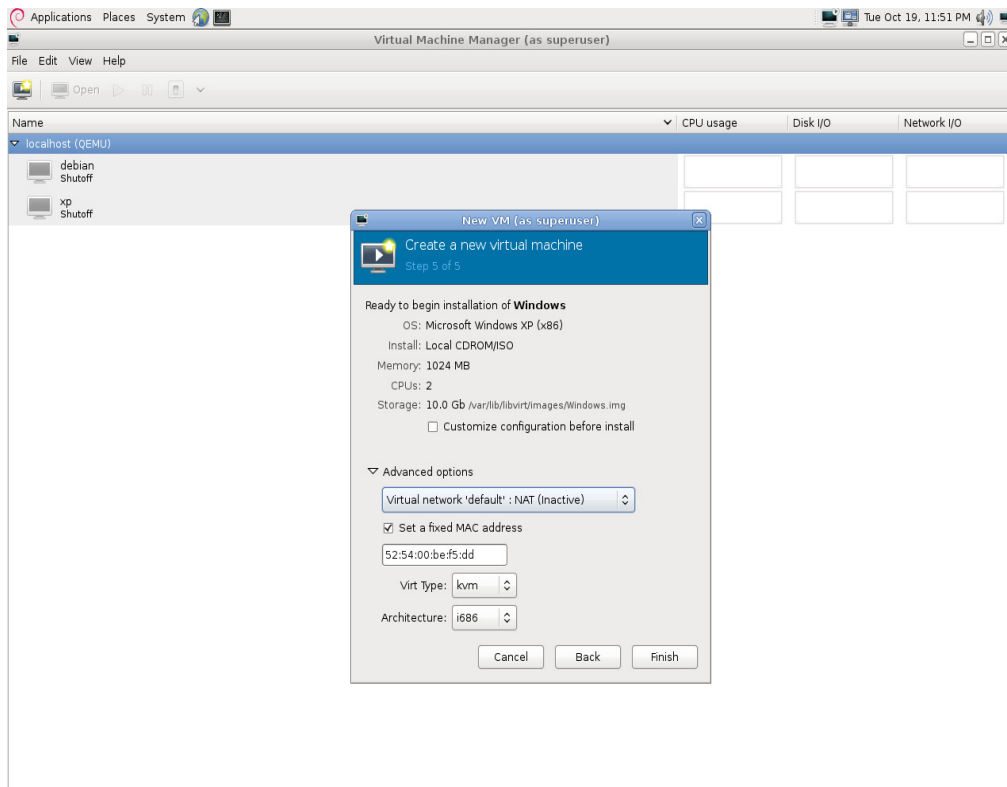 Applications Places System Tue Oct 19, 11:51 PM
Virtual Machine Manager (as superuser)
File Edit View Help
Open
Name CPU usage Disk I/O Network I/O
localhost (QEMU)
debian
Shutoff
xp
Shutoff
New VM (as superuser)
Create a new virtual machine
Step 5 of 5
Ready to begin installation of Windows
OS: Microsoft Windows XP (x86)
Install: Local CDROM/ISO
Memory: 1024 MB
CPUs: 2
Storage: 10.0 Gb /var/lib/libvirt/images/Windows.img
Customize configuration before install
Advanced options
Virtual network 'default' : NAT (Inactive)
Set a fixed MAC address
52:54:00:be:f5:dd
Virt Type: kvm
Architecture: i686
Cancel Back Finish